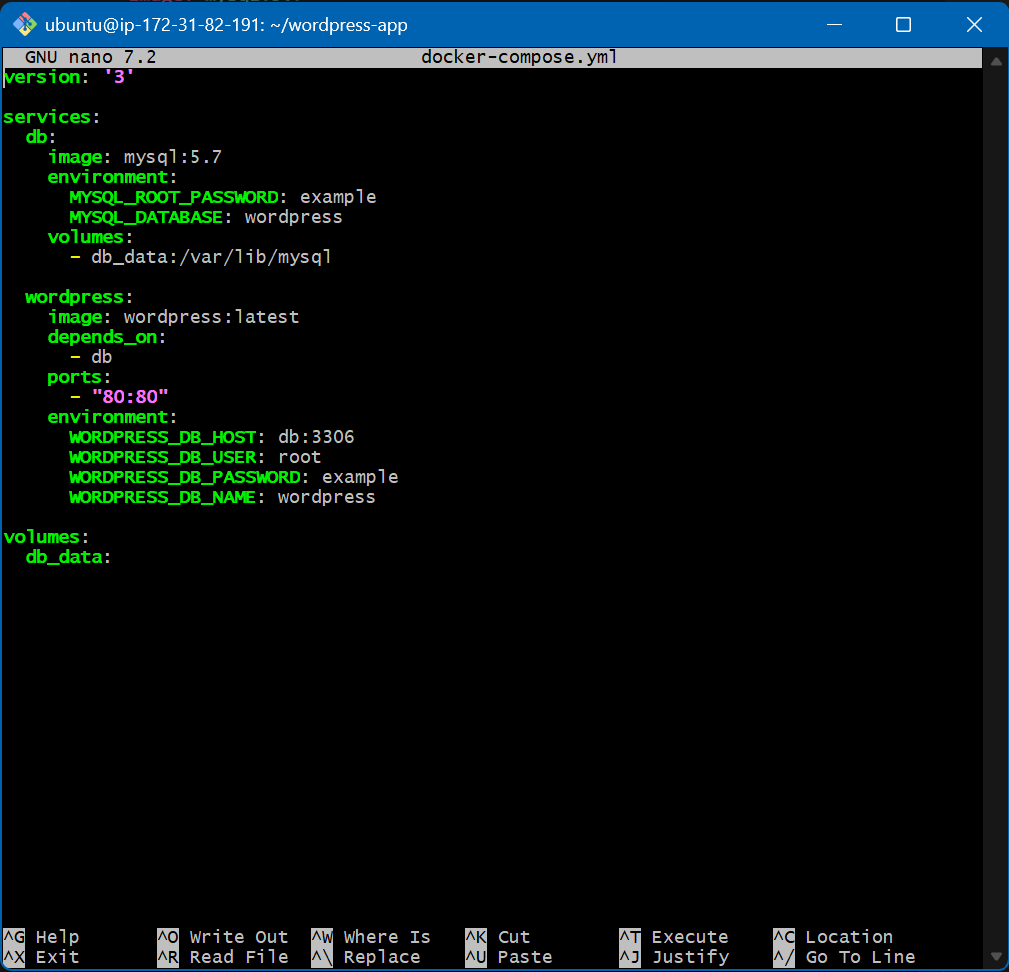 ubuntu@ip-172-31-82-191: ~/wordpress-app
GNU nano 7.2 docker-compose.yml
version: '3'
services:
  db:
    image: mysql:5.7
    environment:
      MYSQL_ROOT_PASSWORD: example
      MYSQL_DATABASE: wordpress
    volumes:
      - db_data:/var/lib/mysql
  wordpress:
    image: wordpress:latest
    depends_on:
      - db
    ports:
      - "80:80"
    environment:
      WORDPRESS_DB_HOST: db:3306
      WORDPRESS_DB_USER: root
      WORDPRESS_DB_PASSWORD: example
      WORDPRESS_DB_NAME: wordpress
volumes:
  db_data:
^G Help ^O Write Out ^W Where Is ^K Cut ^T Execute ^C Location
^X Exit ^R Read File ^\ Replace ^U Paste ^J Justify ^/ Go To Line